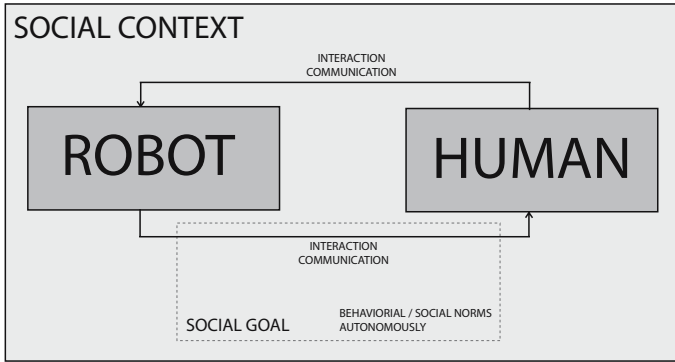 SOCIAL CONTEXT
INTERACTION
COMMUNICATION
ROBOT
HUMAN
INTERACTION
COMMUNICATION
SOCIAL GOAL
BEHAVIORIAL / SOCIAL NORMS
AUTONOMOUSLY